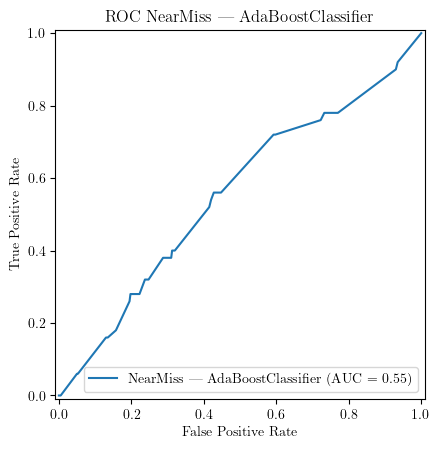 ROC NearMiss — AdaBoostClassifier
1.0
0.8
0.6
0.4
0.2
0.0
True Positive Rate
NearMiss — AdaBoostClassifier (AUC = 0.55)
0.0 0.2 0.4 0.6 0.8 1.0
False Positive Rate